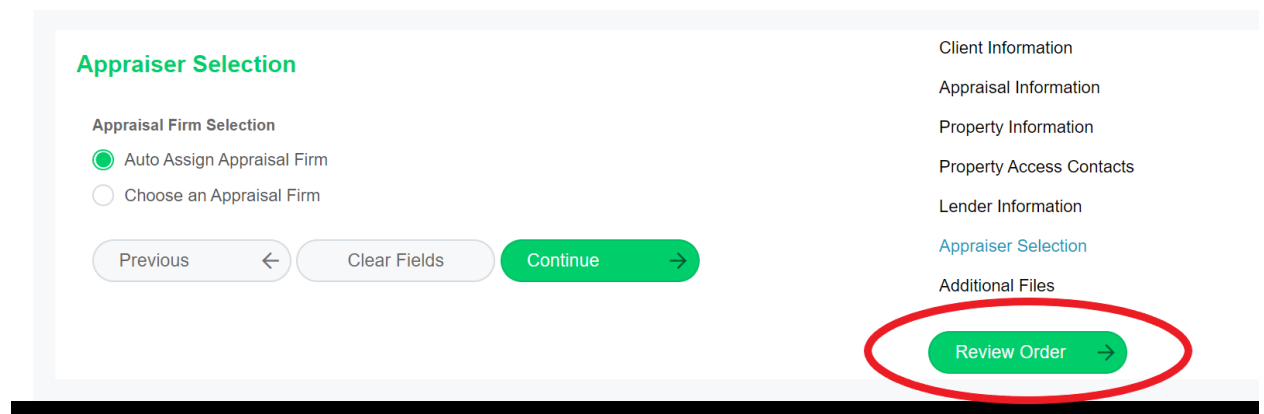 Appraiser Selection
Appraisal Firm Selection
Auto Assign Appraisal Firm
Choose an Appraisal Firm
Previous
Clear Fields
Continue
Client Information
Appraisal Information
Property Information
Property Access Contacts
Lender Information
Appraiser Selection
Additional Files
Review Order